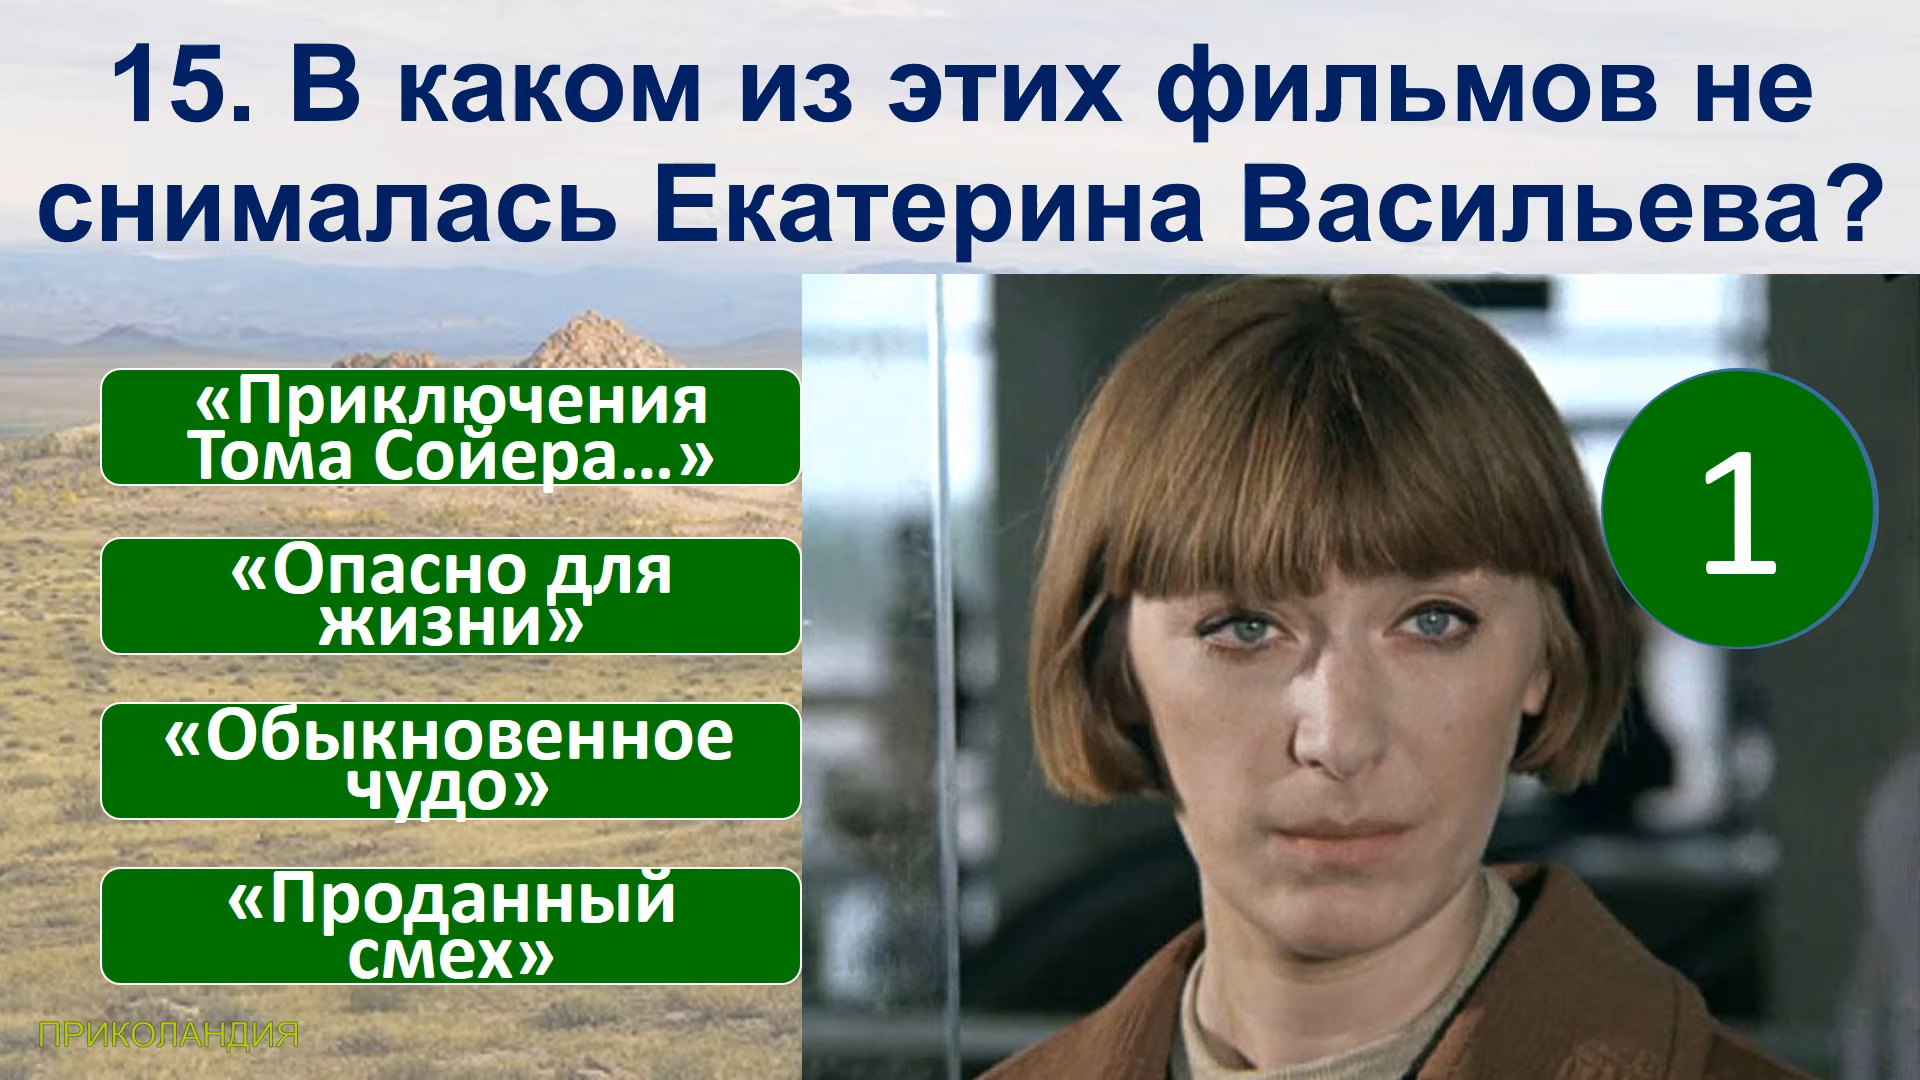 15. В каком из этих фильмов не
снималась Екатерина Васильева?
«Приключения
Тома Сойера...»
«Опасно для
жизни»
«Обыкновенное
чудо»
«Проданный
смех»
1
ПРИКОЛАНДИЯ